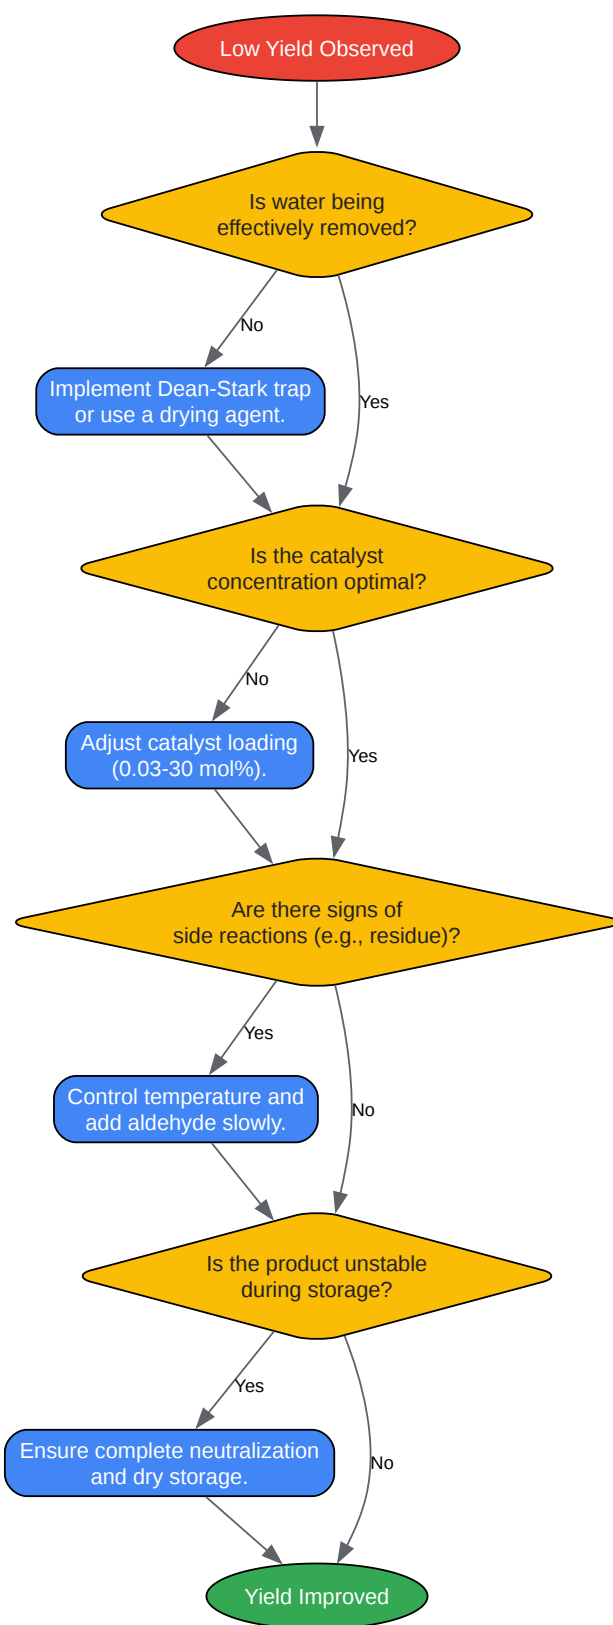 Low Yield Observed
Is water being
effectively removed?
No
Yes
Implement Dean-Stark trap
or use a drying agent.
Is the catalyst
concentration optimal?
No
Yes
Adjust catalyst loading
(0.03-30 mol%).
Are there signs of
side reactions (e.g., residue)?
Yes
No
Control temperature and
add aldehyde slowly.
Is the product unstable
during storage?
Yes
No
Ensure complete neutralization
and dry storage.
Yield Improved